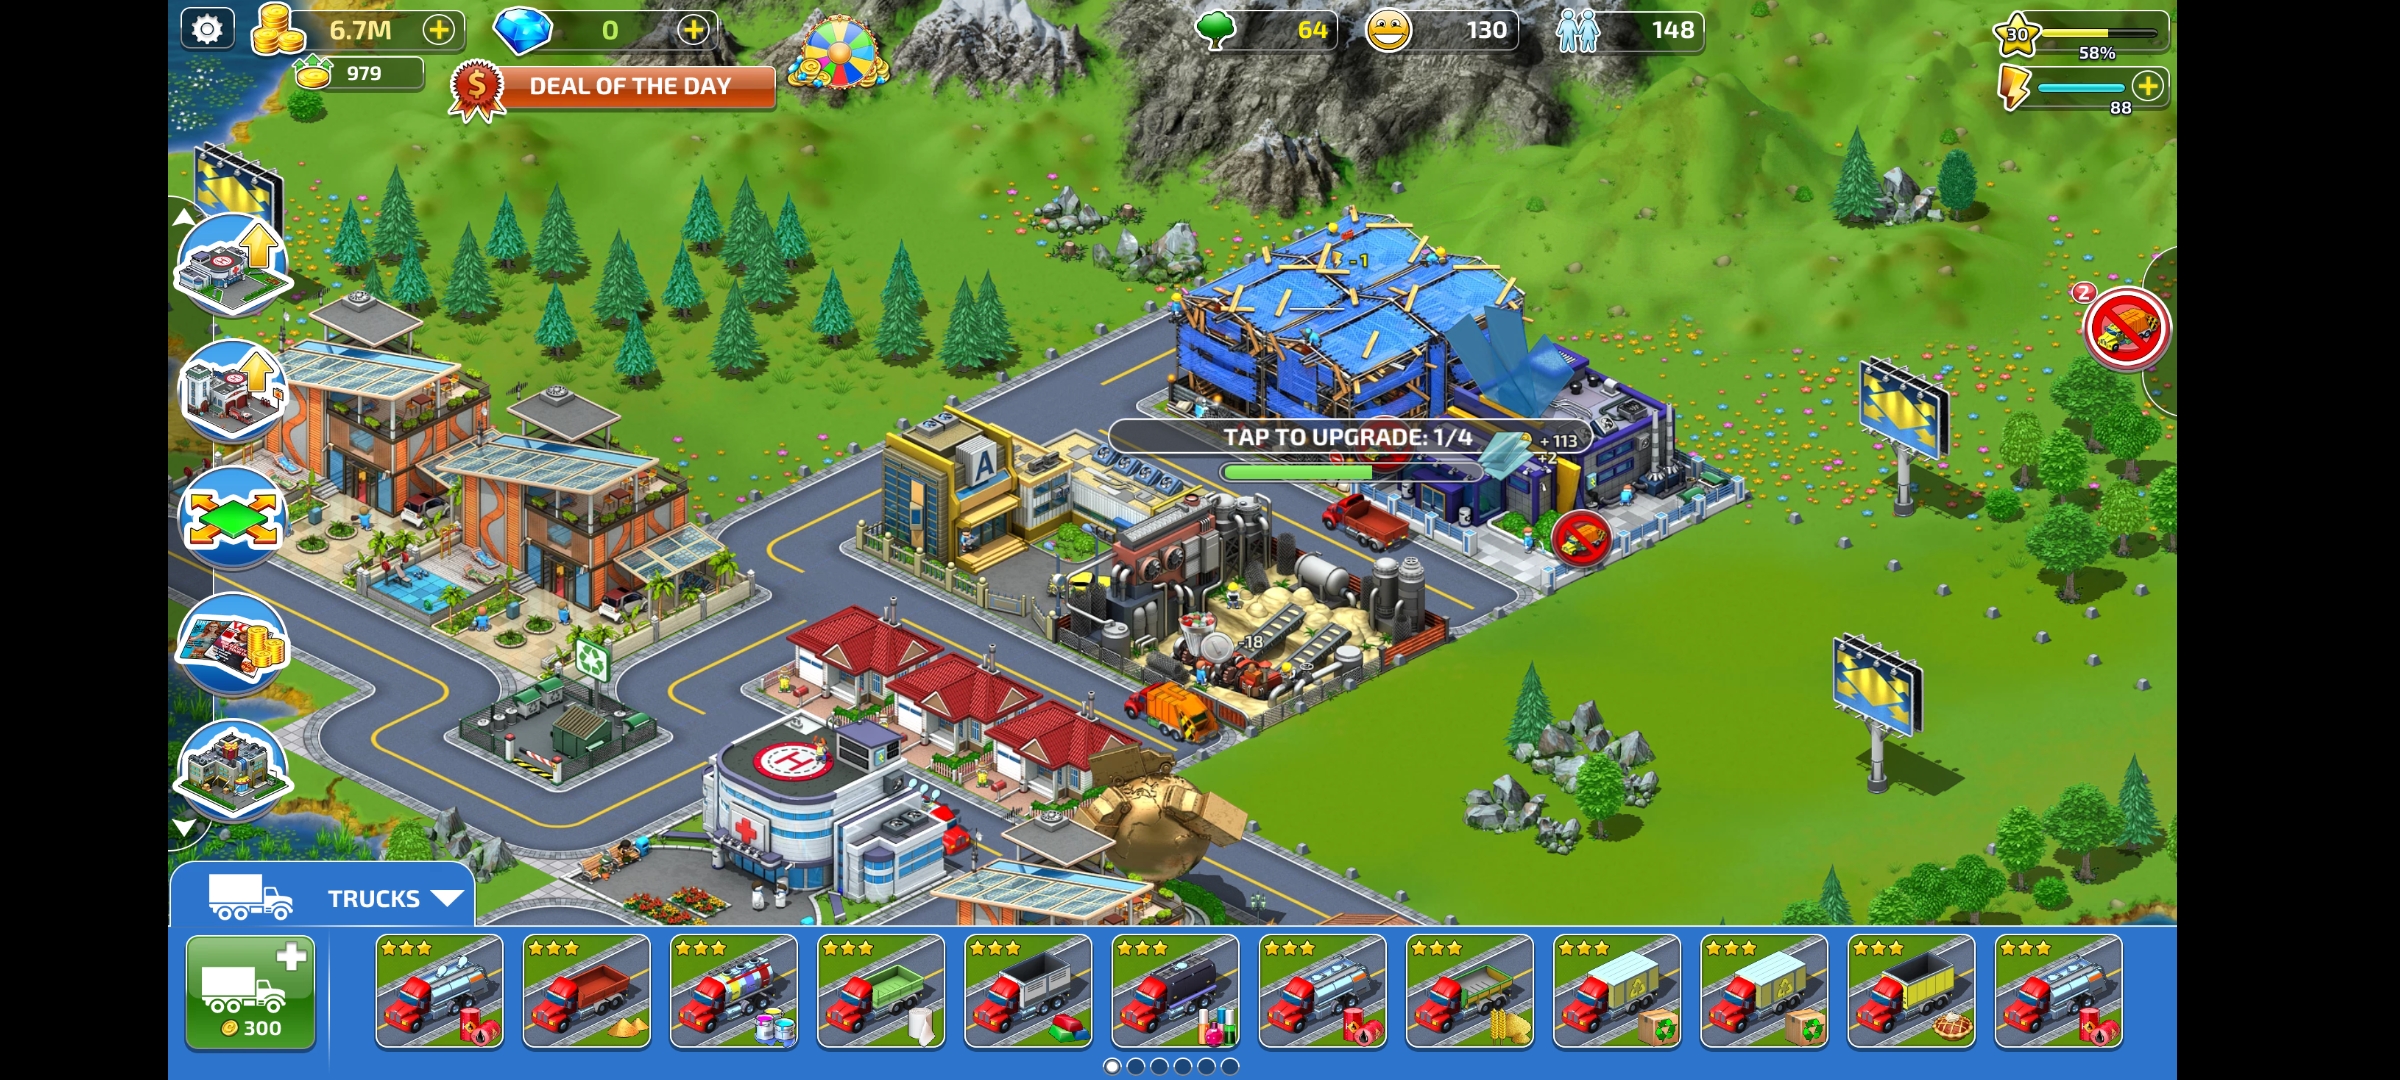 6.7M
0
64
130
148
30
58%
979
DEAL OF THE DAY
88
-1
2
A
TAP TO UPGRADE: 1/4
+113
+2
-18
H
TRUCKS
300